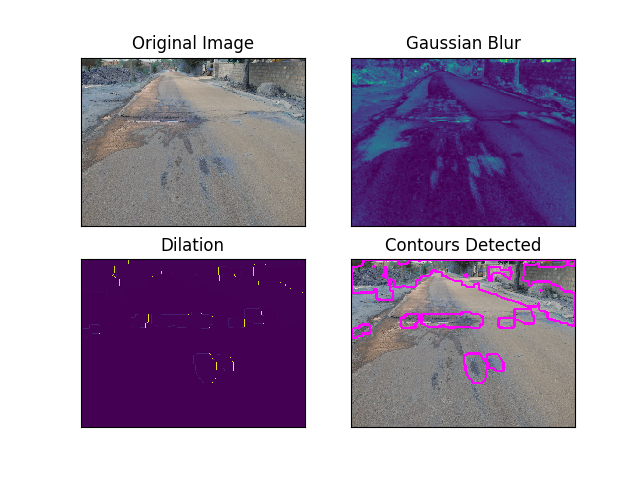 Original Image
Gaussian Blur
Dilation
Contours Detected